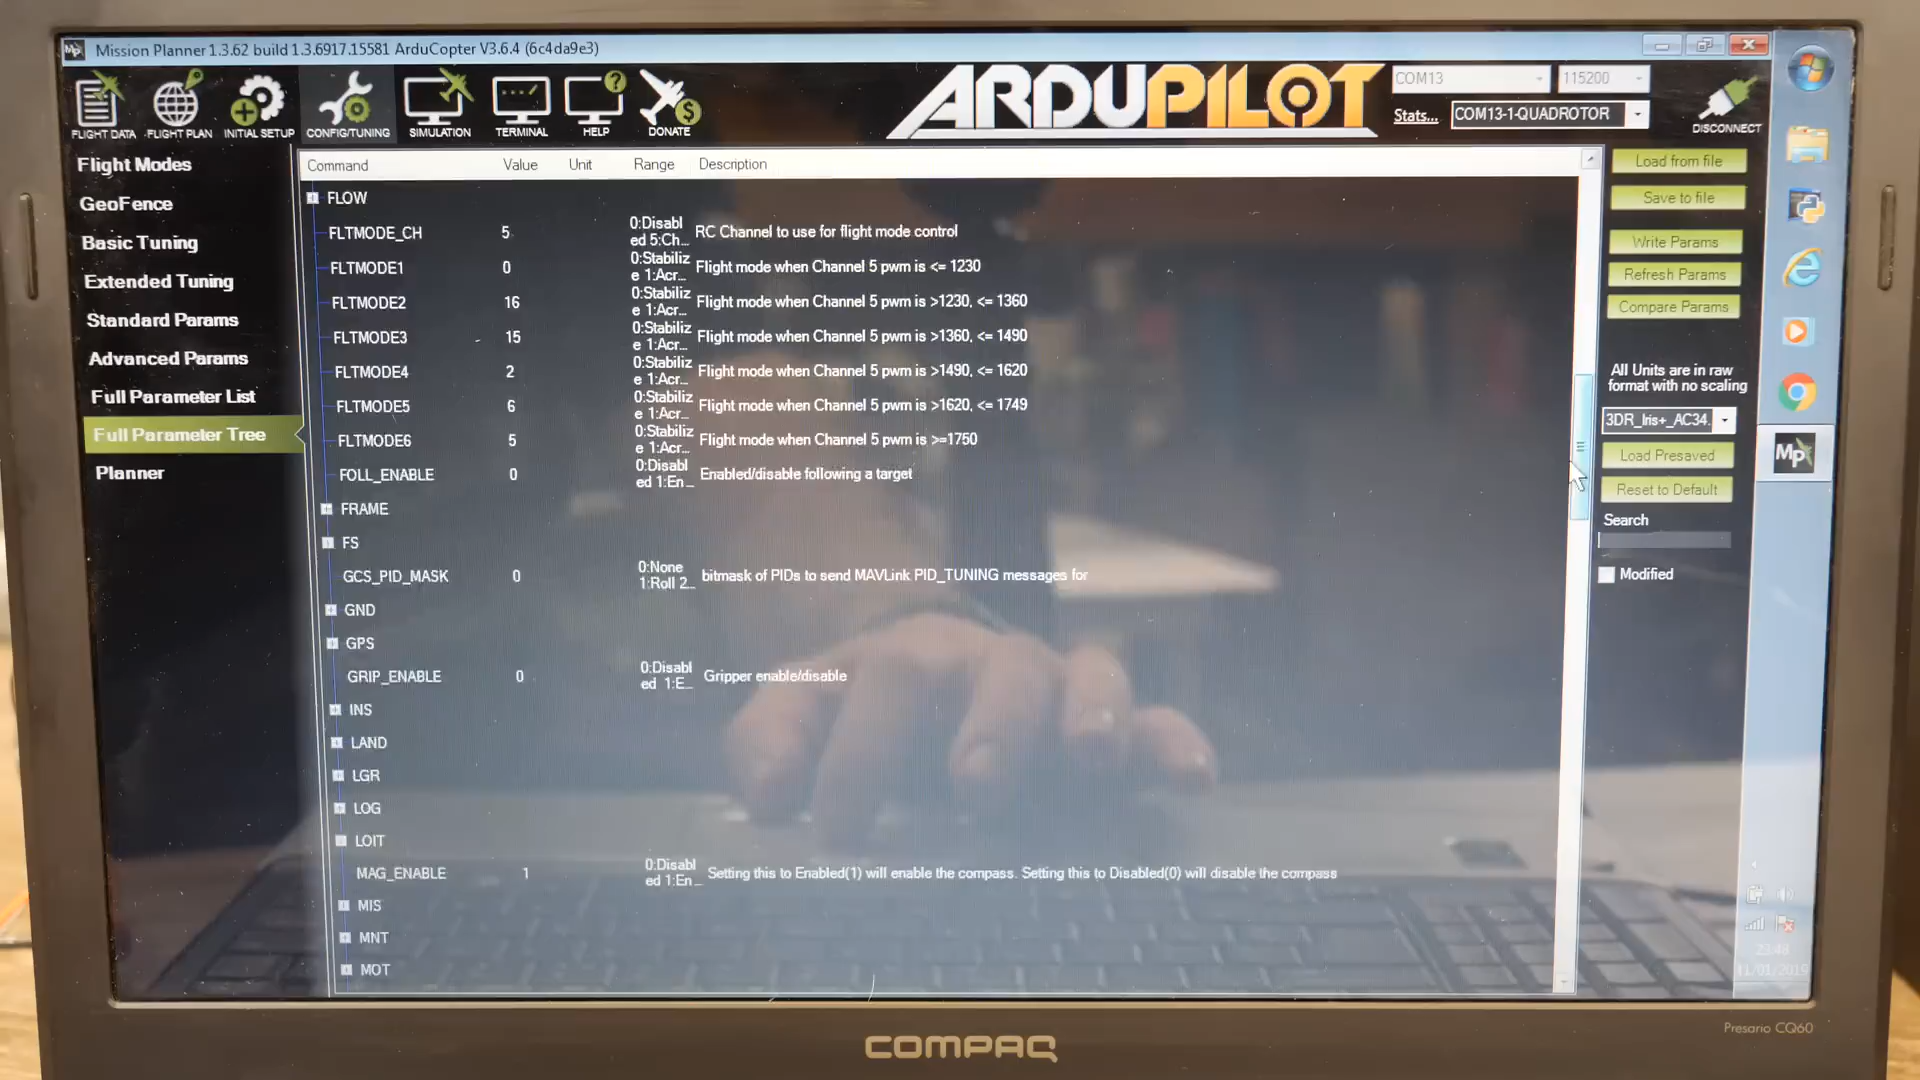 Mission Planner 1.3.62 build 1.3.6917.15581 ArduCopter V3.6.4 (6c4da9e3)
FLIGHT DATA
FLIGHT PLAN
INITIAL SETUP
CONFIG/TUNING
SIMULATION
TERMINAL
HELP
DONATE
ARDUPILOT
COM13
115200
Stats...
COM13-1-QUADROTOR
DISCONNECT
Flight Modes
GeoFence
Basic Tuning
Extended Tuning
Standard Params
Advanced Params
Full Parameter List
Full Parameter Tree
Planner
Command Value Unit Range Description
FLOW
FLTMODE_CH 5 0:Disabl
ed 5:Ch... RC Channel to use for flight mode control
FLTMODE1 0 0:Stabiliz
e 1:Acr... Flight mode when Channel 5 pwm is <= 1230
FLTMODE2 16 0:Stabiliz
e 1:Acr... Flight mode when Channel 5 pwm is >1230, <= 1360
FLTMODE3 15 0:Stabiliz
e 1:Acr... Flight mode when Channel 5 pwm is >1360, <= 1490
FLTMODE4 2 0:Stabiliz
e 1:Acr... Flight mode when Channel 5 pwm is >1490, <= 1620
FLTMODE5 6 0:Stabiliz
e 1:Acr... Flight mode when Channel 5 pwm is >1620, <= 1749
FLTMODE6 5 0:Stabiliz
e 1:Acr... Flight mode when Channel 5 pwm is >=1750
FOLL_ENABLE 0 0:Disabl
ed 1:En... Enabled/disable following a target
FRAME
FS
GCS_PID_MASK 0 0:None
1:Roll 2... bitmask of PIDs to send MAVLink PID_TUNING messages for
GND
GPS
GRIP_ENABLE 0 0:Disabl
ed 1:E... Gripper enable/disable
INS
LAND
LGR
LOG
LOIT
MAG_ENABLE 1 0:Disabl
ed 1:En... Setting this to Enabled(1) will enable the compass. Setting this to Disabled(0) will disable the compass
MIS
MNT
MOT
Load from file
Save to file
Write Params
Refresh Params
Compare Params
All Units are in raw
format with no scaling
3DR_Iris+_AC34.
Load Presaved
Reset to Default
Search
Modified
Mp
23:48
11/01/2019
COMPAQ
Presario CQ60